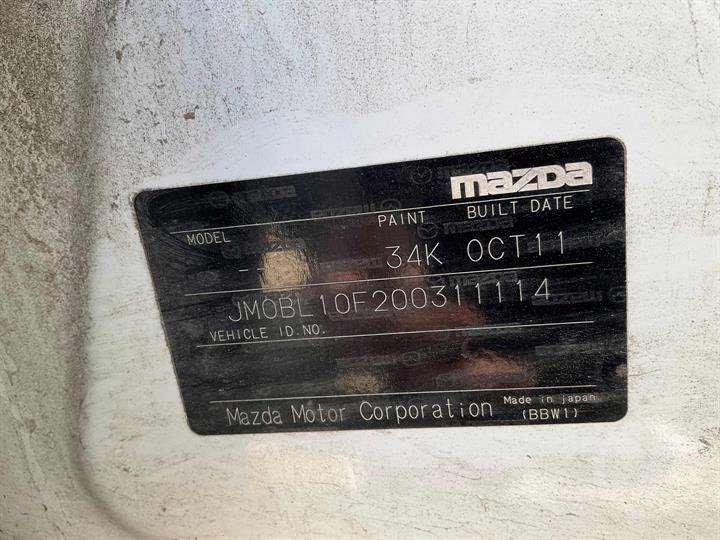 mazda
MODEL PAINT BUILT DATE
-- 34K OCT11
JM0BL10F200311114
VEHICLE ID.NO.
Mazda Motor Corporation Made in japan
(BBW1)